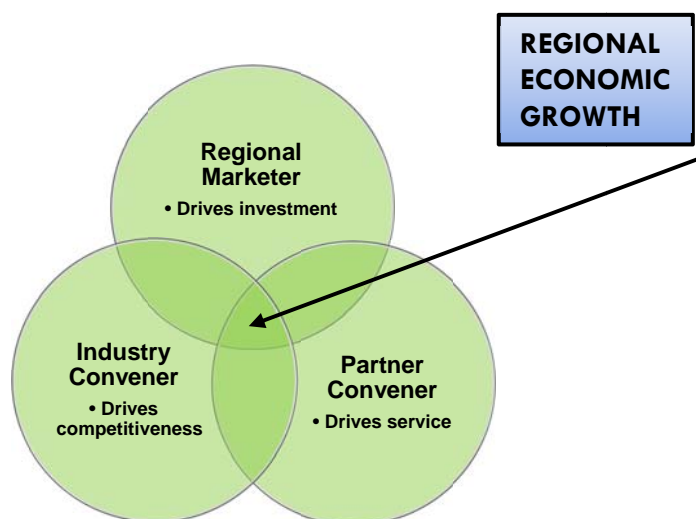 REGIONAL
ECONOMIC
GROWTH
Regional
Marketer
• Drives investment
Industry
Convener
• Drives
competitiveness
Partner
Convener
• Drives service